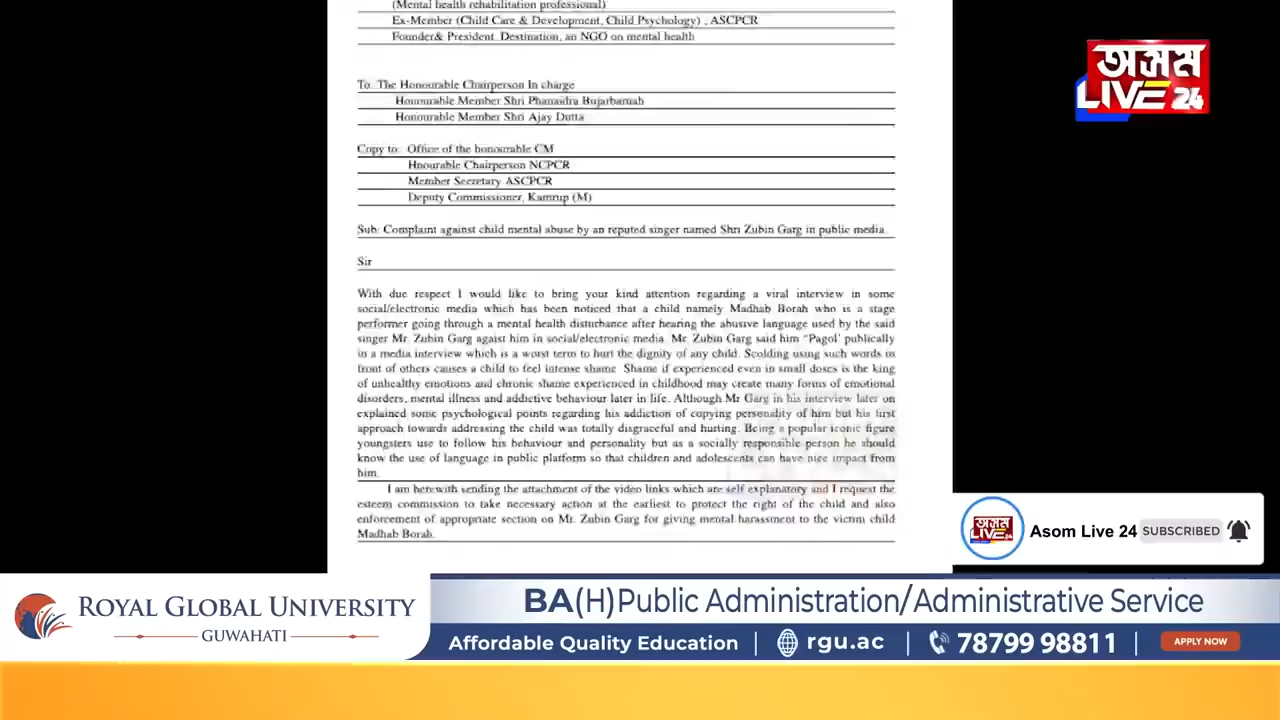 (Mental health rehabilitation professional)
Ex-Member (Child Care & Development, Child Psychology) , ASCPCR
Founder& President. Destination, an NGO on mental health
To The Honourable Chairperson In charge
Honourable Member Shri Phanindra Bujarbaruah
Honourable Member Shri Ajay Dutta
Copy to: Office of the honourable CM
Hnourable Chairperson NCPCR
Member Secretary ASCPCR
Deputy Commissioner, Kamrup (M)
Sub: Complaint against child mental abuse by an reputed singer named Shri Zubin Garg in public media.
Sir
With due respect I would like to bring your kind attention regarding a viral interview in some
social/electronic media which has been noticed that a child namely Madhab Borah who is a stage
performer going through a mental health disturbance after hearing the abusive language used by the said
singer Mr. Zubin Garg agaist him in social/electronic media. Mr. Zubin Garg said him “Pagol’ publically
in a media interview which is a worst term to hurt the dignity of any child. Scolding using such words in
front of others causes a child to feel intense shame. Shame if experienced even in small doses is the king
of unhealthy emotions and chronic shame experienced in childhood may create many forms of emotional
disorders, mental illness and addictive behaviour later in life. Although Mr Garg in his interview later on
explained some psychological points regarding his addiction of copying personality of him but his first
approach towards addressing the child was totally disgraceful and hurting. Being a popular iconic figure
youngsters use to follow his behaviour and personality but as a socially responsible person he should
know the use of language in public platform so that children and adolescents can have nice impact from
him.
I am herewith sending the attachment of the video links which are self explanatory and I request the
esteem commission to take necessary action at the earliest to protect the right of the child and also
enforcement of appropriate section on Mr. Zubin Garg for giving mental harassment to the victim child
Madhab Borah.
অসম
LIVE 24
অসম
LIVE 24
Asom Live 24 SUBSCRIBED
ROYAL GLOBAL UNIVERSITY
GUWAHATI
BA(H)Public Administration/Administrative Service
Affordable Quality Education | rgu.ac | 78799 98811 | APPLY NOW